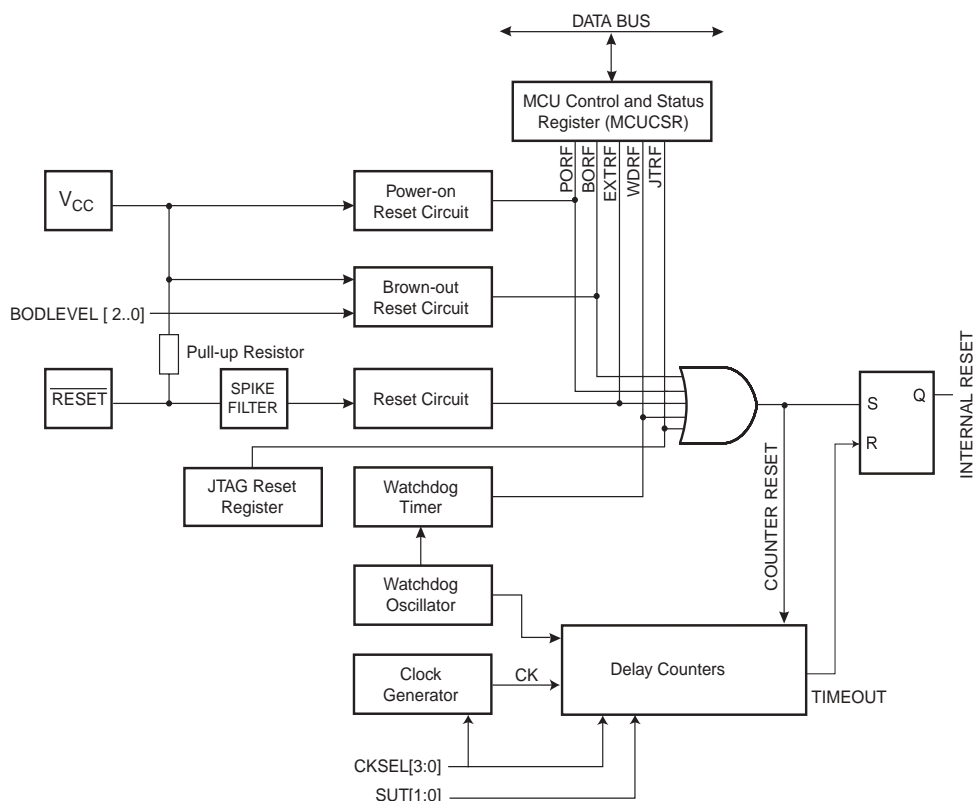 DATA BUS
MCU Control and Status
Register (MCUCSR)
PORF
BORF
EXTRF
WDRF
JTRF
VCC
Power-on
Reset Circuit
Brown-out
Reset Circuit
BODLEVEL [ 2..0]
Pull-up Resistor
RESET
SPIKE
FILTER
Reset Circuit
JTAG Reset
Register
Watchdog
Timer
Watchdog
Oscillator
Clock
Generator
CK
Delay Counters
COUNTER RESET
S
R
Q
INTERNAL RESET
TIMEOUT
CKSEL[3:0]
SUT[1:0]